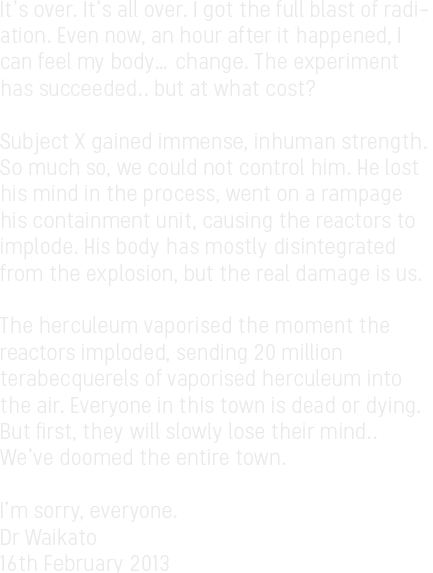 It's over. It's all over. I got the full blast of radi-
ation. Even now, an hour after it happened, I
can feel my body... change. The experiment
has succeeded.. but at what cost?

Subject X gained immense, inhuman strength.
So much so, we could not control him. He lost
his mind in the process, went on a rampage
his containment unit, causing the reactors to
implode. His body has mostly disintegrated
from the explosion, but the real damage is us.

The herculeum vaporised the moment the
reactors imploded, sending 20 million
terabecquerels of vaporised herculeum into
the air. Everyone in this town is dead or dying.
But first, they will slowly lose their mind..
We've doomed the entire town.

I'm sorry, everyone.
Dr Waikato
16th February 2013